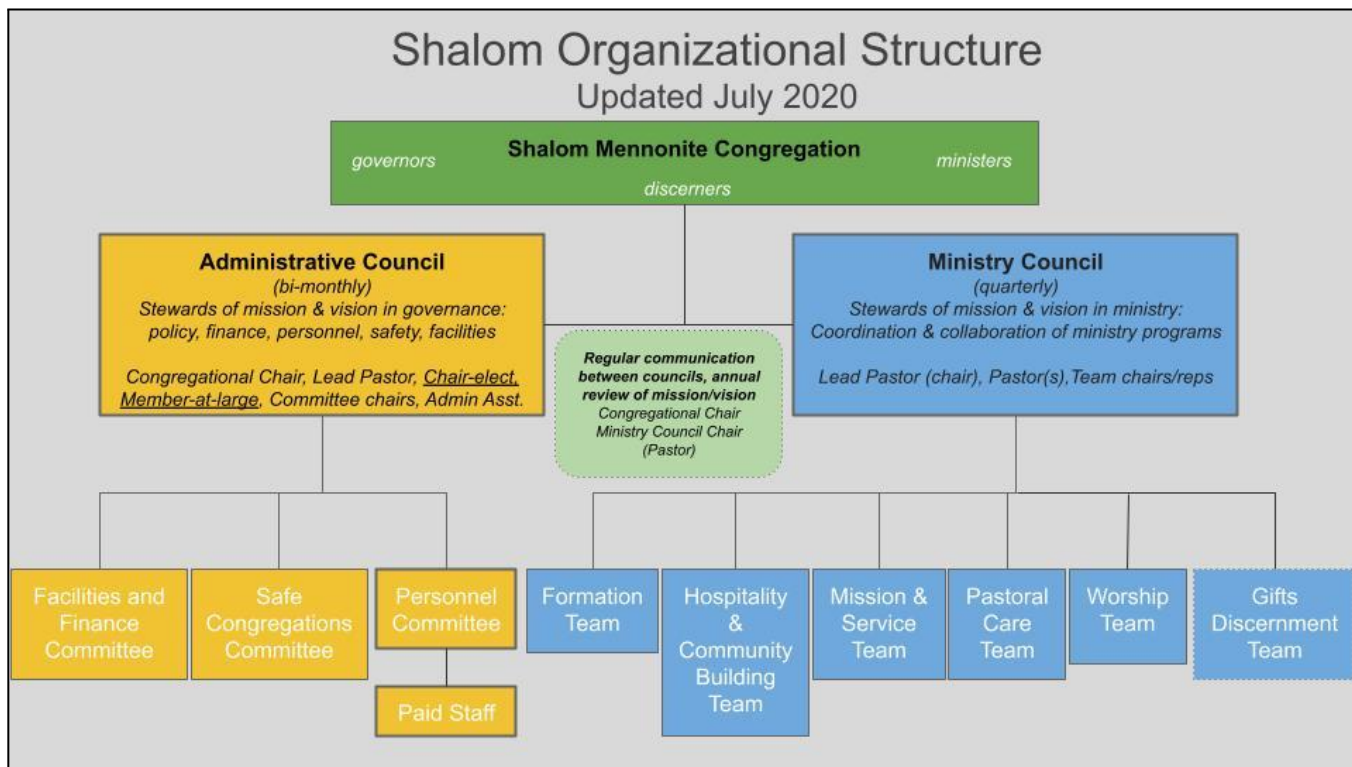 Shalom Organizational Structure
Updated July 2020
Shalom Mennonite Congregation
governors
ministers
discerners
Administrative Council
(bi-monthly)
Stewards of mission & vision in governance:
policy, finance, personnel, safety, facilities
Congregational Chair, Lead Pastor, Chair-elect,
Member-at-large, Committee chairs, Admin Asst.
Ministry Council
(quarterly)
Stewards of mission & vision in ministry:
Coordination & collaboration of ministry programs
Lead Pastor (chair), Pastor(s),Team chairs/reps
Regular communication
between councils, annual
review of mission/vision
Congregational Chair
Ministry Council Chair
(Pastor)
Facilities and
Finance
Committee
Safe
Congregations
Committee
Personnel
Committee
Paid Staff
Formation
Team
Hospitality
&
Community
Building
Team
Mission &
Service
Team
Pastoral
Care
Team
Worship
Team
Gifts
Discernment
Team